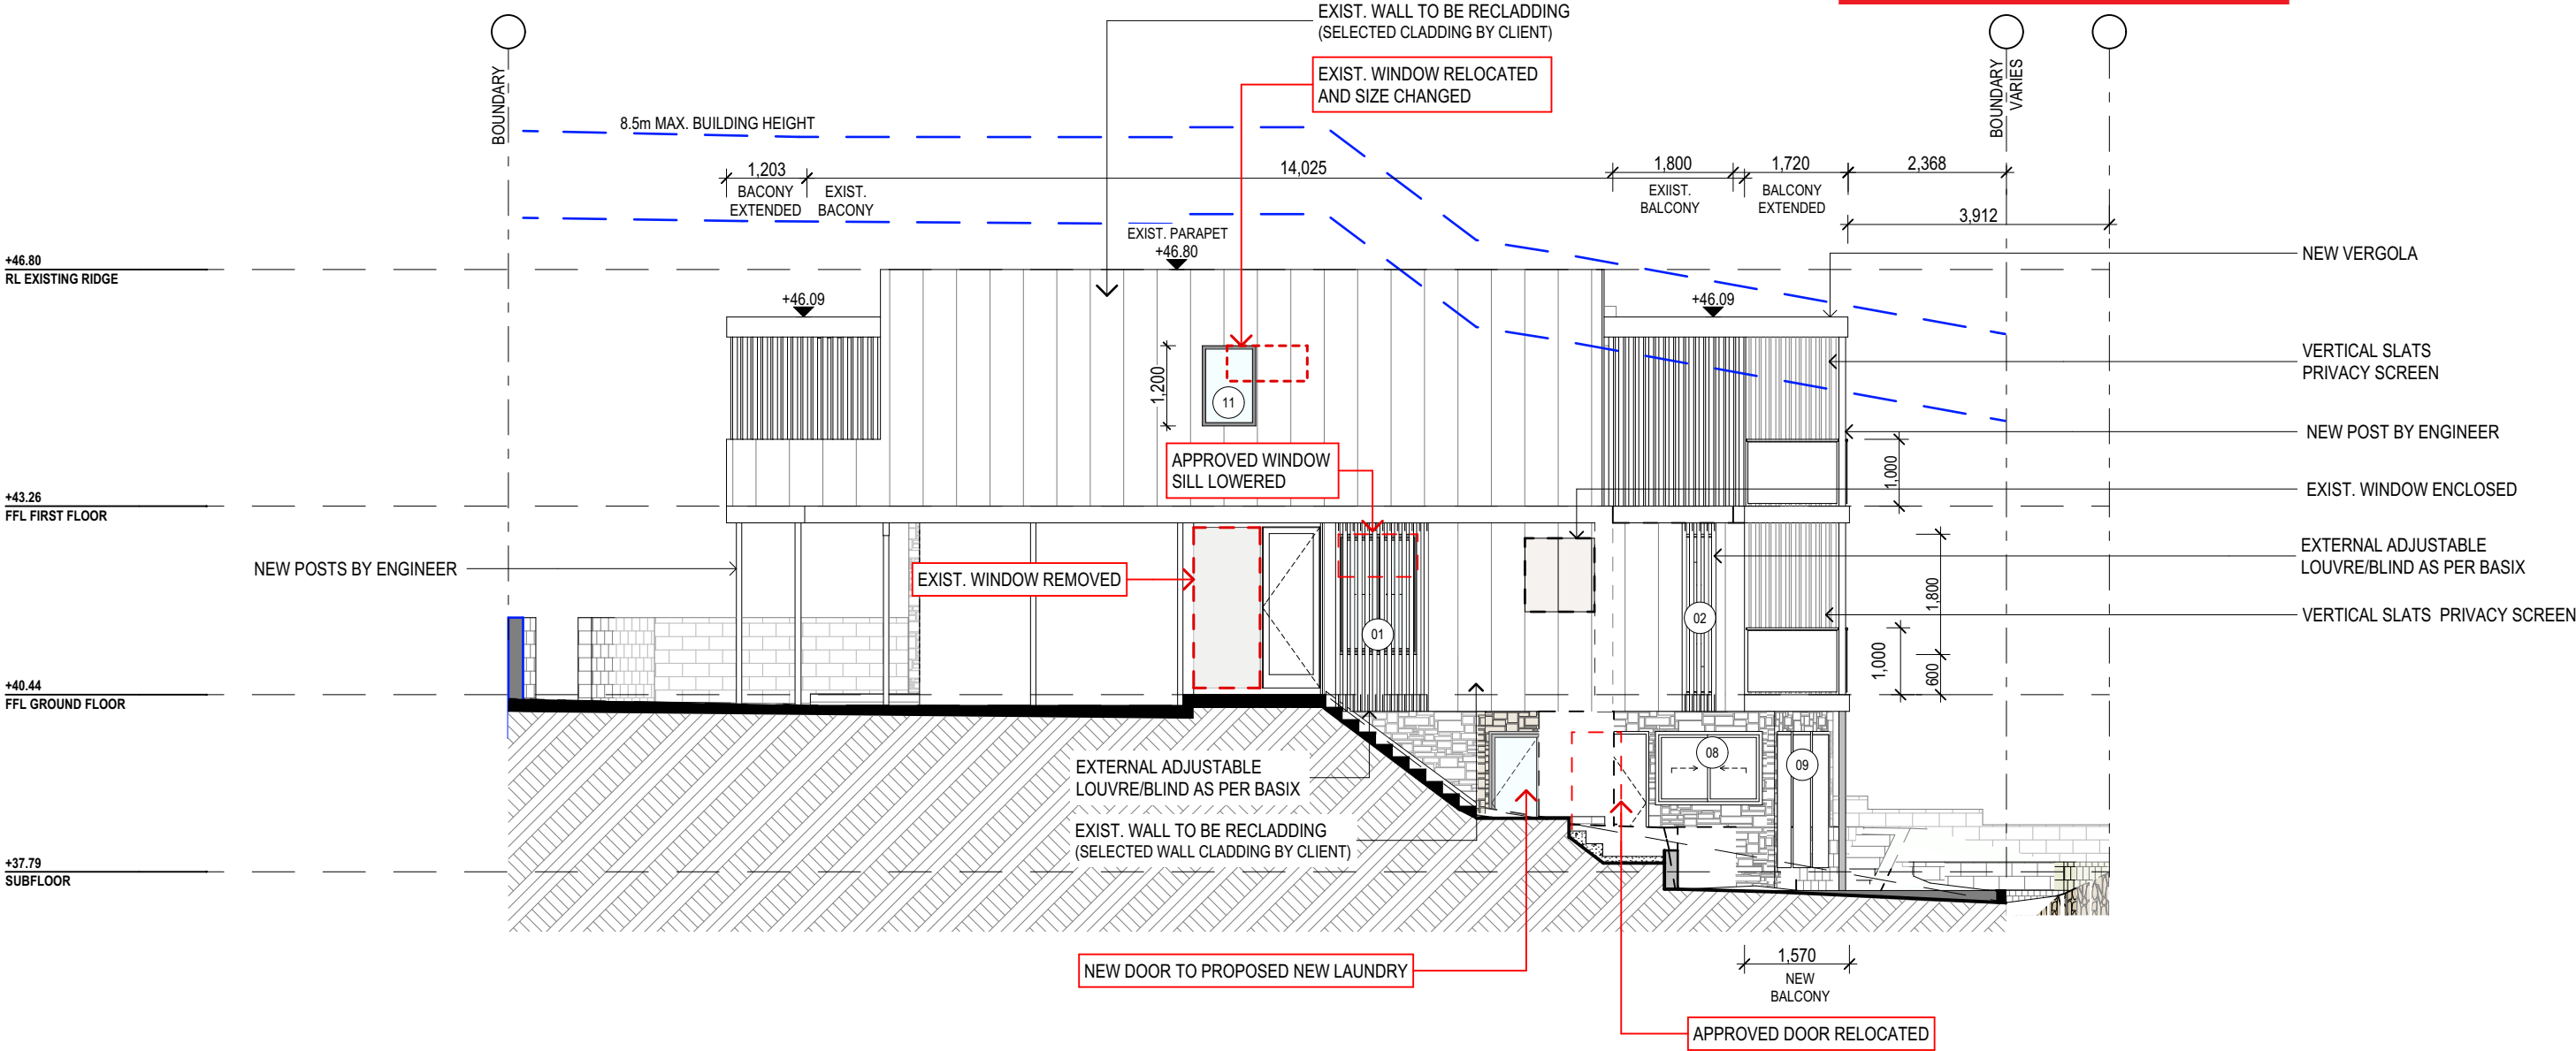 EXIST. WALL TO BE RECLADDING
(SELECTED CLADDING BY CLIENT)
EXIST. WINDOW RELOCATED
AND SIZE CHANGED
BOUNDARY
BOUNDARY
VARIES
8.5m MAX. BUILDING HEIGHT
1,203
14,025
1,800
1,720
2,368
BACONY
EXTENDED
EXIST.
BACONY
EXIIST.
BALCONY
BALCONY
EXTENDED
3,912
EXIST. PARAPET
+46.80
+46.80
RL EXISTING RIDGE
NEW VERGOLA
+46.09
+46.09
VERTICAL SLATS
PRIVACY SCREEN
1,200
11
NEW POST BY ENGINEER
APPROVED WINDOW
SILL LOWERED
1,000
EXIST. WINDOW ENCLOSED
+43.26
FFL FIRST FLOOR
EXTERNAL ADJUSTABLE
LOUVRE/BLIND AS PER BASIX
NEW POSTS BY ENGINEER
EXIST. WINDOW REMOVED
1,800
01
02
VERTICAL SLATS PRIVACY SCREEN
1,000
600
+40.44
FFL GROUND FLOOR
08
09
EXTERNAL ADJUSTABLE
LOUVRE/BLIND AS PER BASIX
EXIST. WALL TO BE RECLADDING
(SELECTED WALL CLADDING BY CLIENT)
+37.79
SUBFLOOR
NEW DOOR TO PROPOSED NEW LAUNDRY
1,570
NEW
BALCONY
APPROVED DOOR RELOCATED